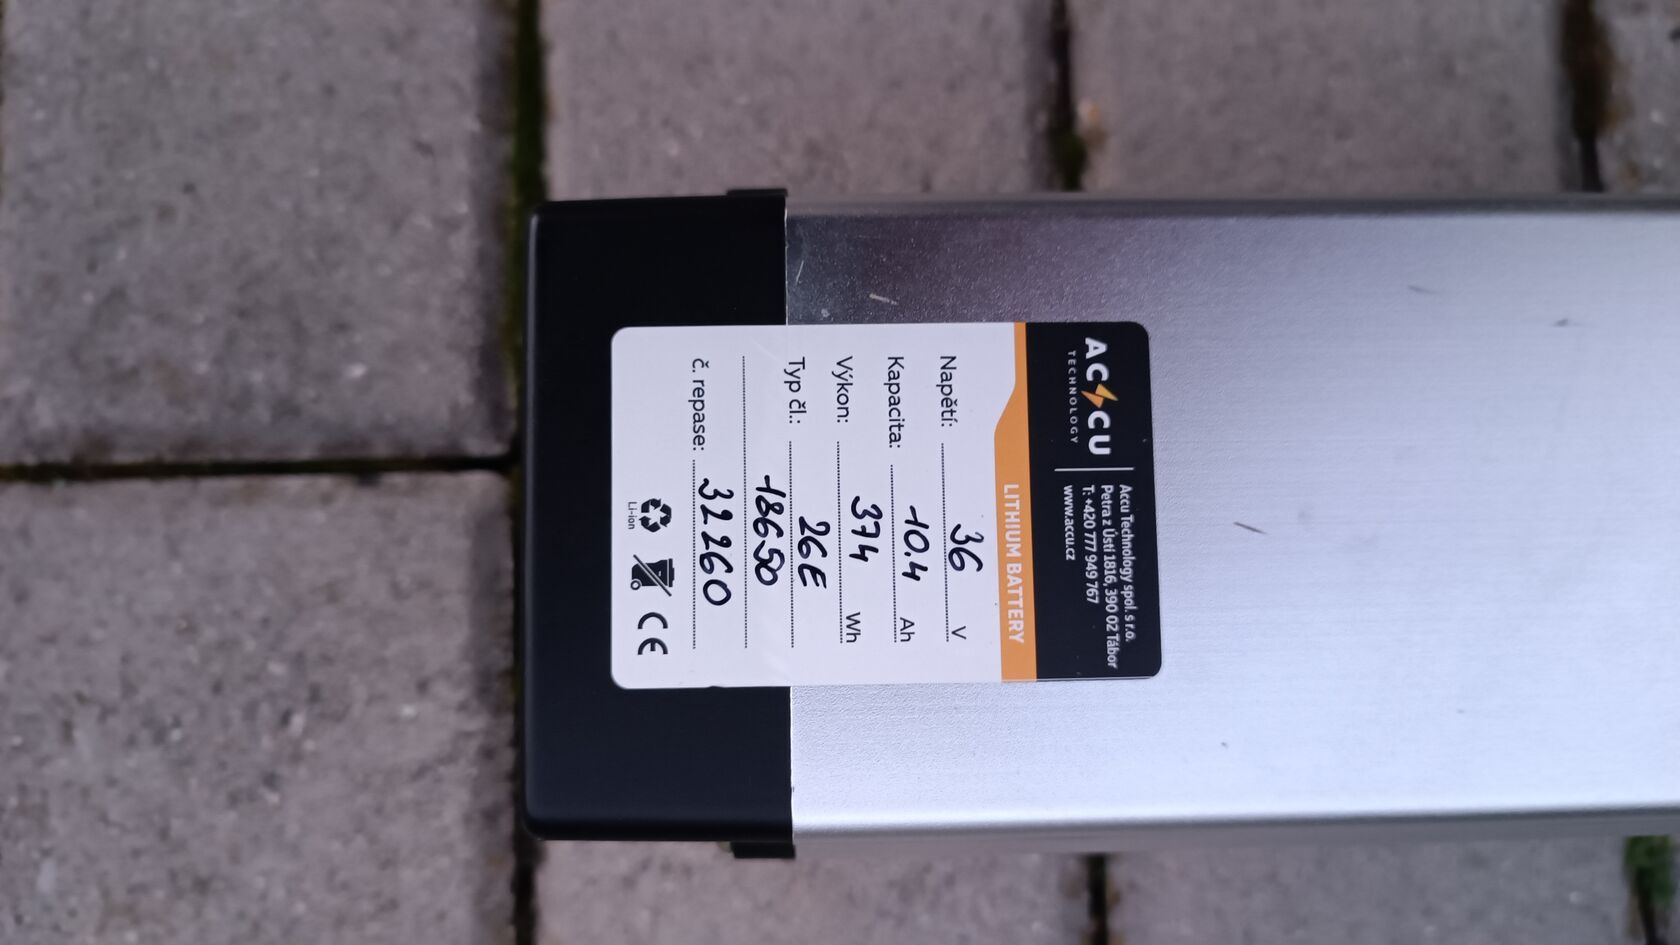 ACCU
TECHNOLOGY
Accu Technology spol. s r.o.
Petra z Ústí 1816, 390 02 Tábor
T: +420 777 949 767
www.accu.cz
LITHIUM BATTERY
Napětí: 36 V
Kapacita: 10.4 Ah
Výkon: 374 Wh
Typ čl.: 26E
18650
č. repase: 32260
Li-ion
CE